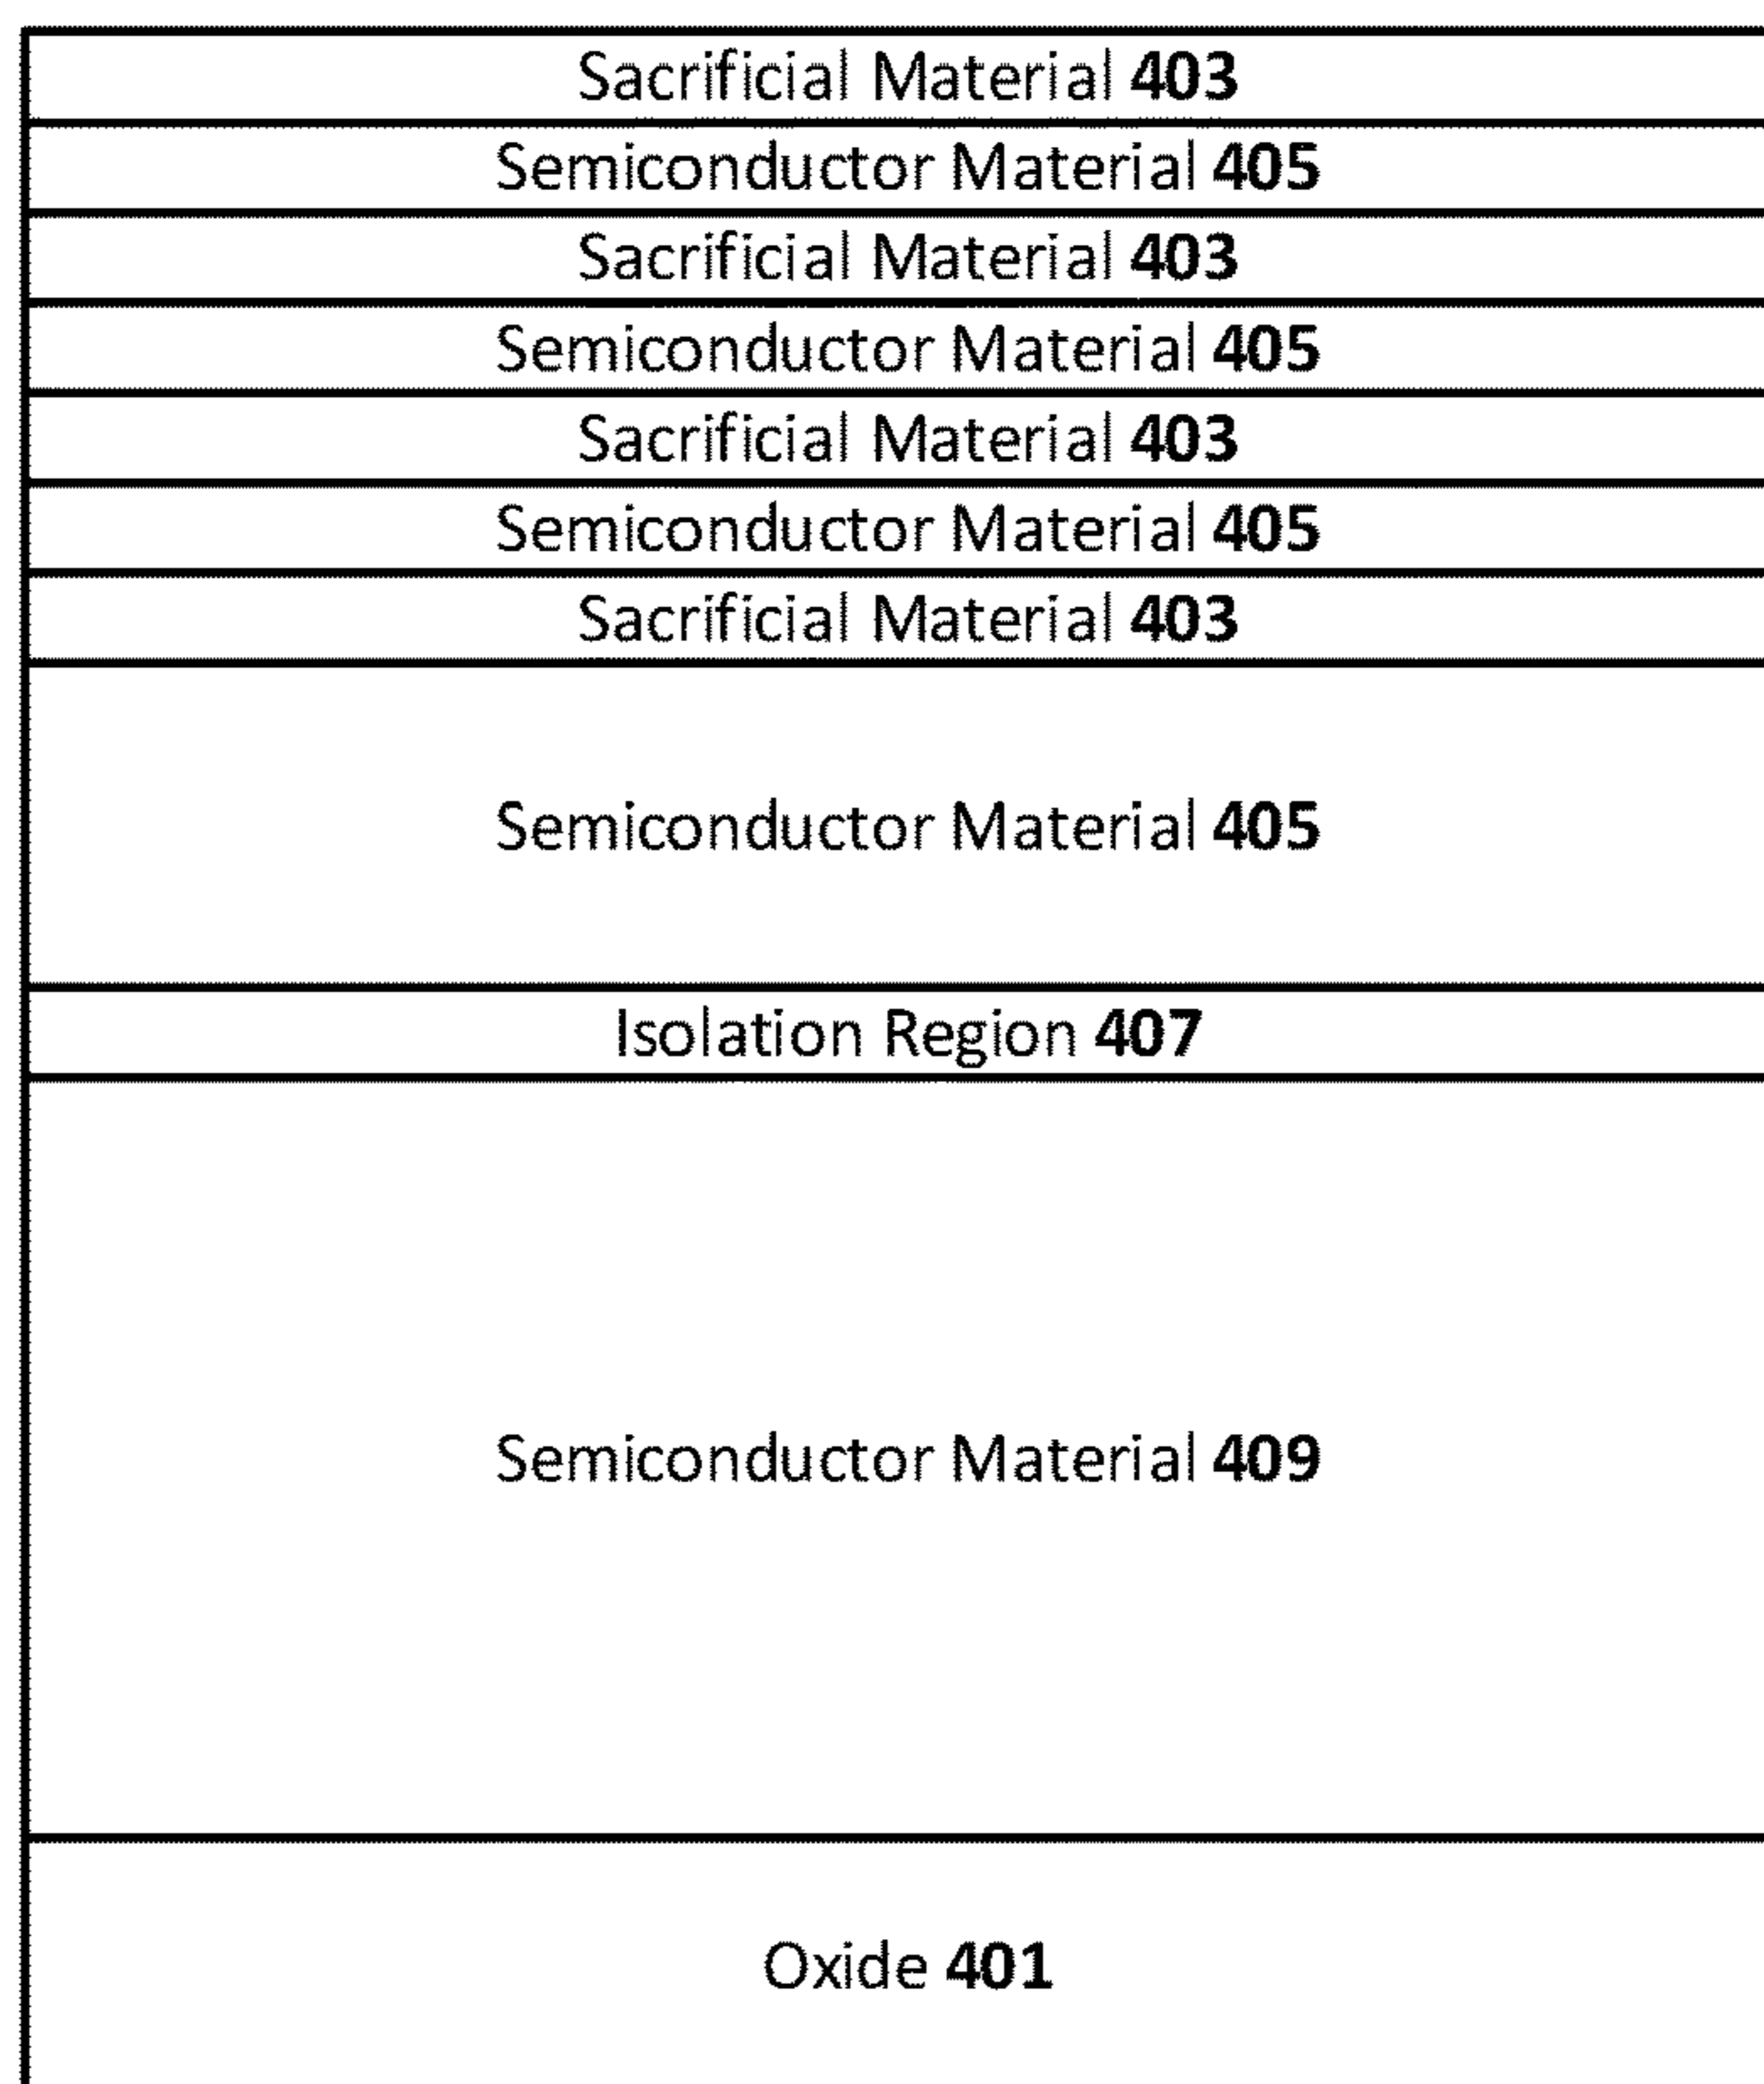 Sacrificial Material 403
Semiconductor Material 405
Sacrificial Material 403
Semiconductor Material 405
Sacrificial Material 403
Semiconductor Material 405
Sacrificial Material 403
Semiconductor Material 405
Isolation Region 407
Semiconductor Material 409
Oxide 401